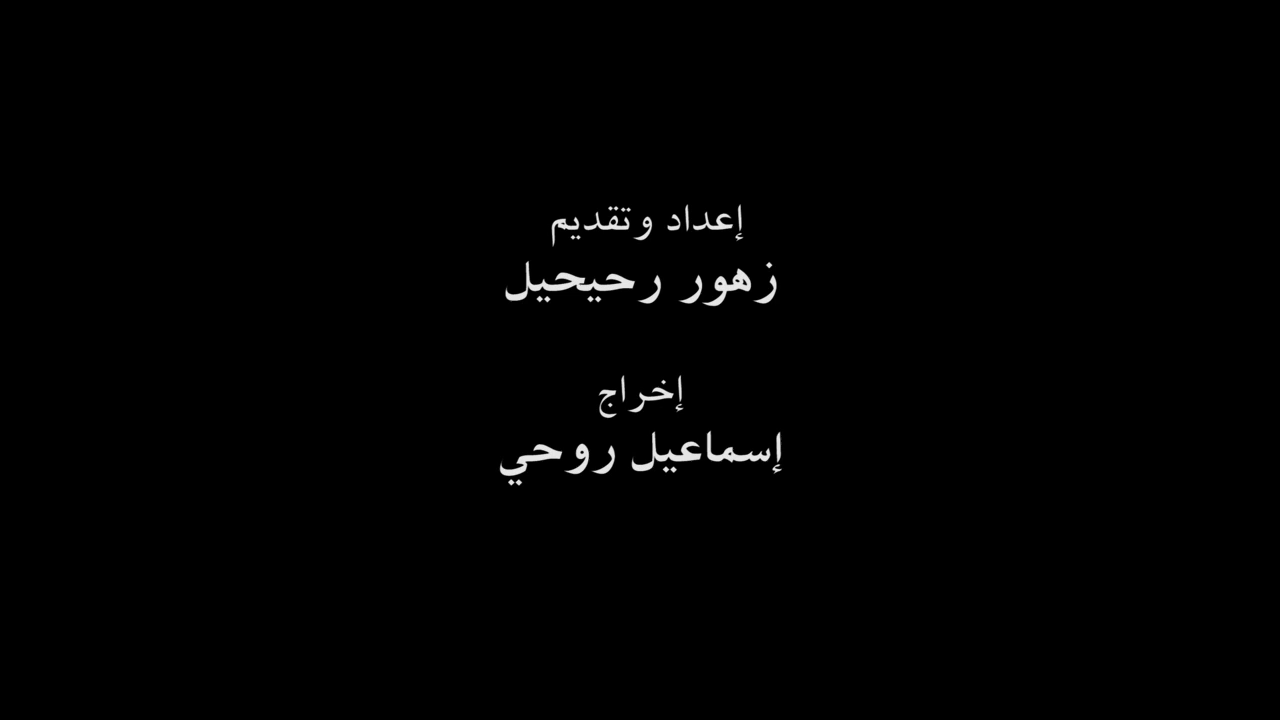 إعداد وتقديم
زهور رحيحيل
إخراج
إسماعيل روحي